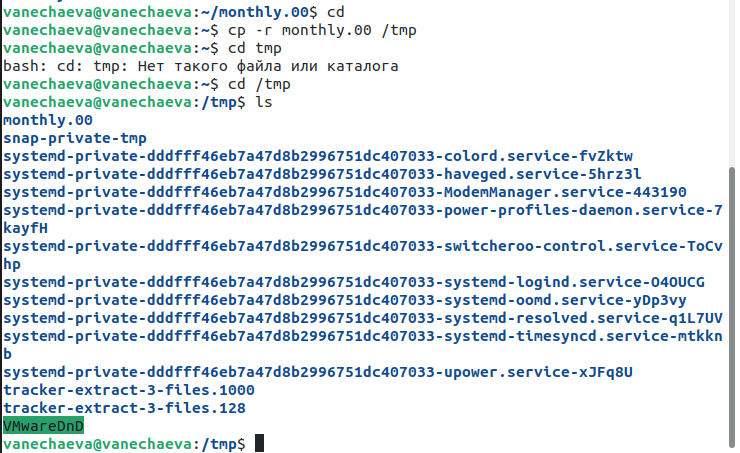 vanechaeva@vanechaeva:~/monthly.00$ cd
vanechaeva@vanechaeva:~$ cp -r monthly.00 /tmp
vanechaeva@vanechaeva:~$ cd tmp
bash: cd: tmp: Нет такого файла или каталога
vanechaeva@vanechaeva:~$ cd /tmp
vanechaeva@vanechaeva:/tmp$ ls
monthly.00
snap-private-tmp
systemd-private-dddfff46eb7a47d8b2996751dc407033-colord.service-fvZktw
systemd-private-dddfff46eb7a47d8b2996751dc407033-haveged.service-5hrz3l
systemd-private-dddfff46eb7a47d8b2996751dc407033-ModemManager.service-443190
systemd-private-dddfff46eb7a47d8b2996751dc407033-power-profiles-daemon.service-7
kayfH
systemd-private-dddfff46eb7a47d8b2996751dc407033-switcheroo-control.service-ToCv
hp
systemd-private-dddfff46eb7a47d8b2996751dc407033-systemd-logind.service-O4OUCG
systemd-private-dddfff46eb7a47d8b2996751dc407033-systemd-oomd.service-yDp3vy
systemd-private-dddfff46eb7a47d8b2996751dc407033-systemd-resolved.service-q1L7UV
systemd-private-dddfff46eb7a47d8b2996751dc407033-systemd-timesyncd.service-mtkkn
b
systemd-private-dddfff46eb7a47d8b2996751dc407033-upower.service-xJFq8U
tracker-extract-3-files.1000
tracker-extract-3-files.128
VMwareDnD
vanechaeva@vanechaeva:/tmp$